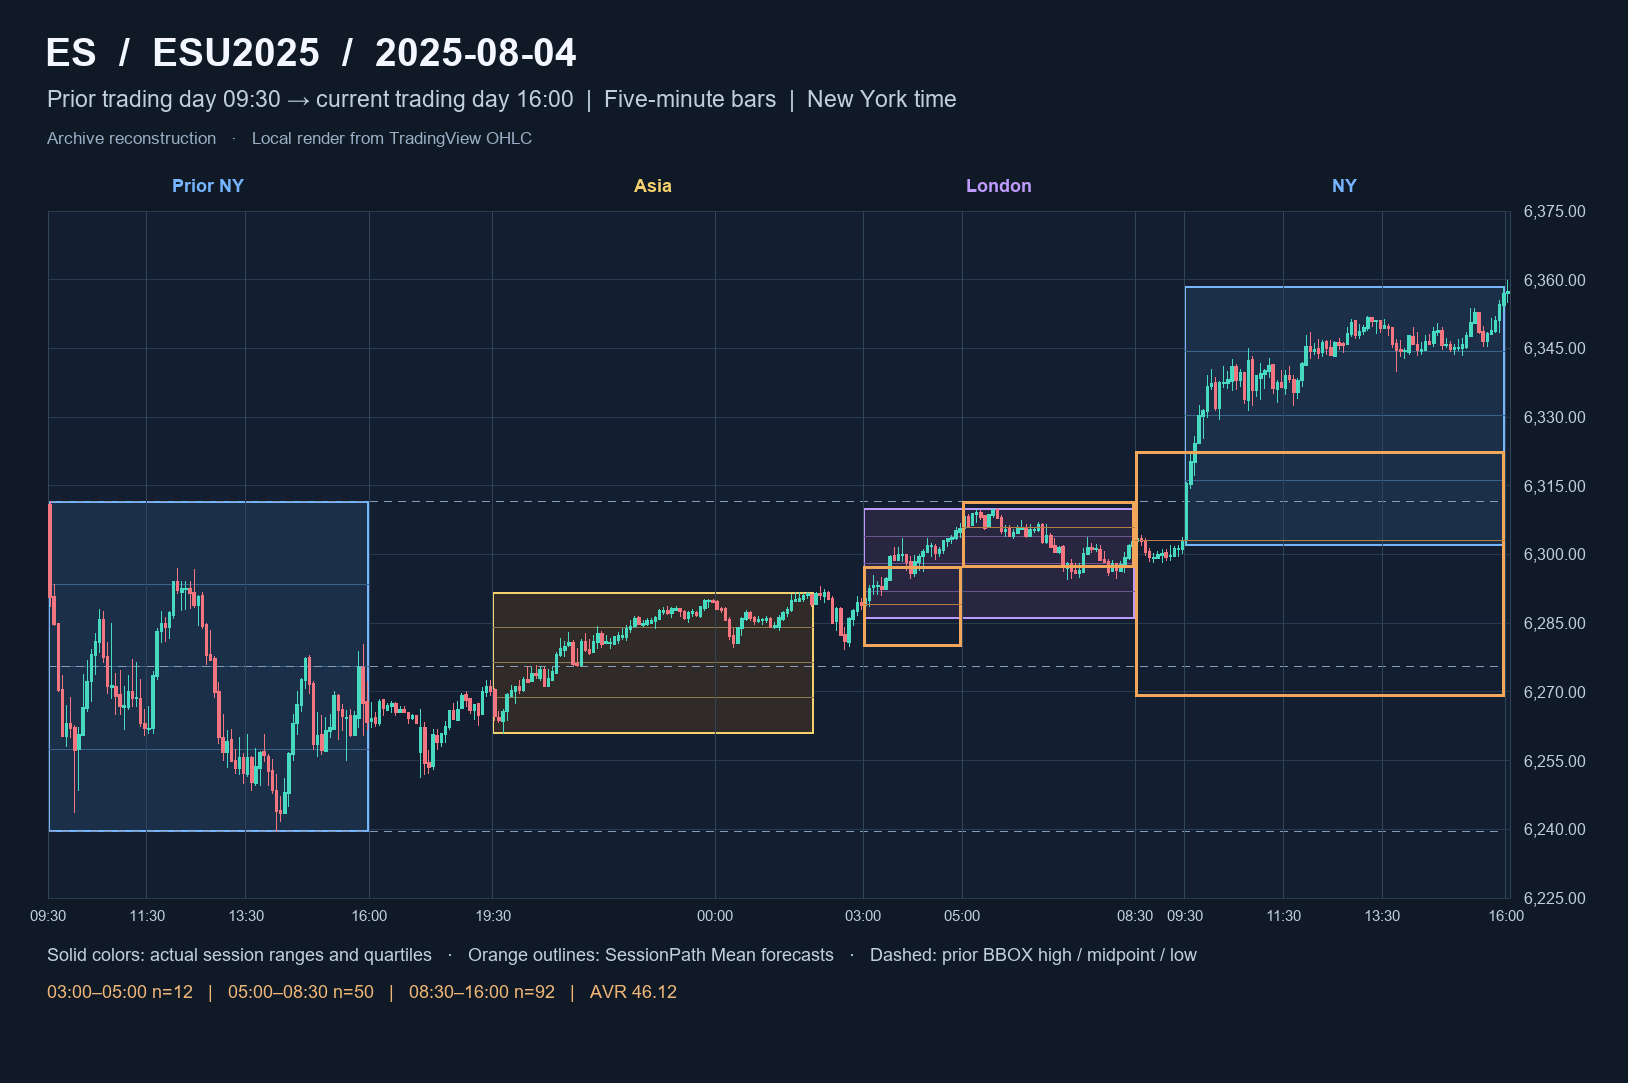 ES / ESU2025 / 2025-08-04
Prior trading day 09:30 → current trading day 16:00 | Five-minute bars | New York time
Archive reconstruction · Local render from TradingView OHLC
Prior NY Asia London NY
6,375.00
6,360.00
6,345.00
6,330.00
6,315.00
6,300.00
6,285.00
6,270.00
6,255.00
6,240.00
6,225.00
09:30 11:30 13:30 16:00 19:30 00:00 03:00 05:00 08:30 09:30 11:30 13:30 16:00
Solid colors: actual session ranges and quartiles · Orange outlines: SessionPath Mean forecasts · Dashed: prior BBOX high / midpoint / low
03:00–05:00 n=12 | 05:00–08:30 n=50 | 08:30–16:00 n=92 | AVR 46.12